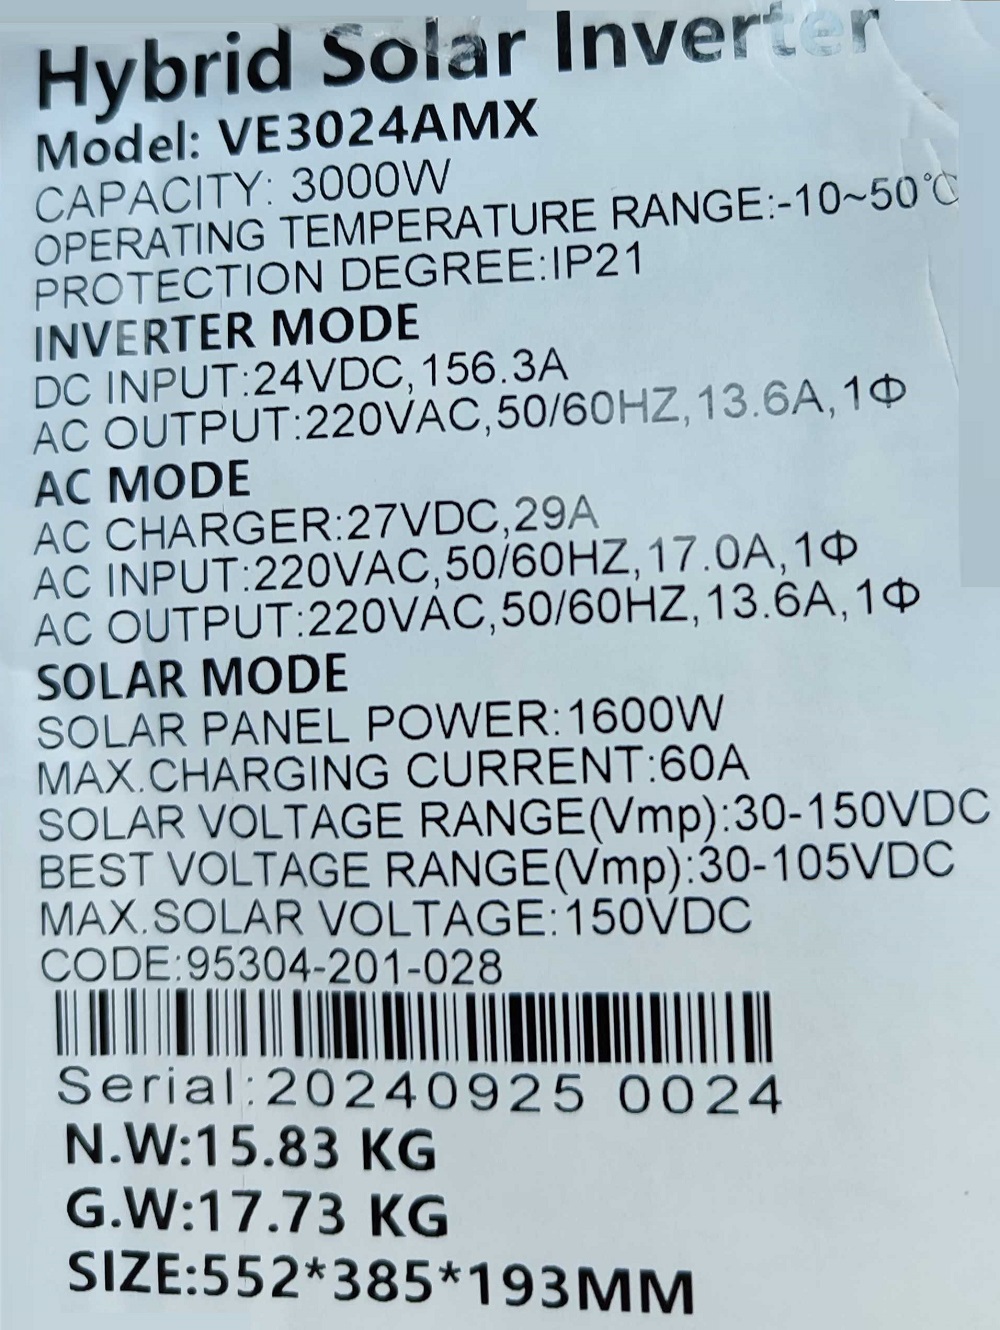 Hybrid Solar Inverter
Model: VE3024AMX
CAPACITY: 3000W
OPERATING TEMPERATURE RANGE:-10~50℃
PROTECTION DEGREE:IP21
INVERTER MODE
DC INPUT:24VDC,156.3A
AC OUTPUT:220VAC,50/60HZ,13.6A,1Φ
AC MODE
AC CHARGER:27VDC,29A
AC INPUT:220VAC,50/60HZ,17.0A,1Φ
AC OUTPUT:220VAC,50/60HZ,13.6A,1Φ
SOLAR MODE
SOLAR PANEL POWER:1600W
MAX.CHARGING CURRENT:60A
SOLAR VOLTAGE RANGE(Vmp):30-150VDC
BEST VOLTAGE RANGE(Vmp):30-105VDC
MAX.SOLAR VOLTAGE:150VDC
CODE:95304-201-028
Serial:20240925 0024
N.W:15.83 KG
G.W:17.73 KG
SIZE:552*385*193MM